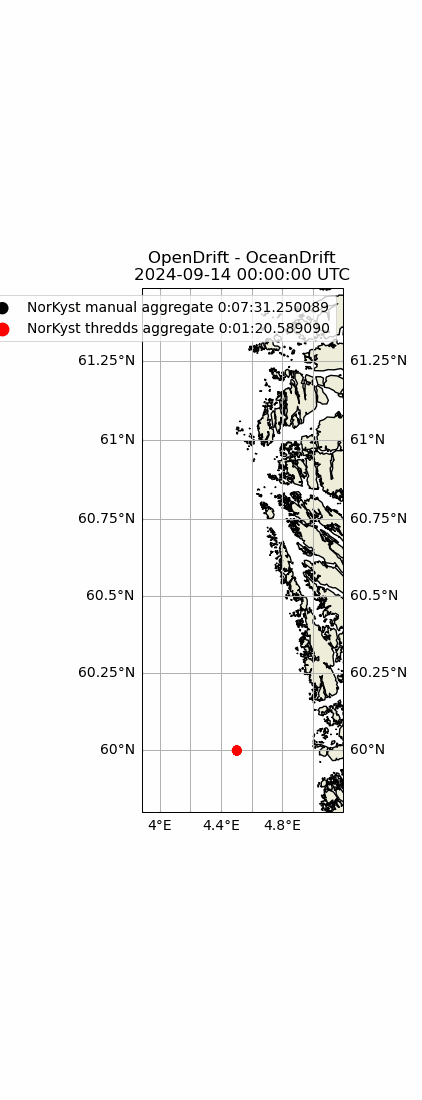 OpenDrift - OceanDrift
2024-09-14 00:00:00 UTC
NorKyst manual aggregate 0:07:31.250089
NorKyst thredds aggregate 0:01:20.589090
61.25°N 61.25°N
61°N 61°N
60.75°N 60.75°N
60.5°N 60.5°N
60.25°N 60.25°N
60°N 60°N
4°E 4.4°E 4.8°E